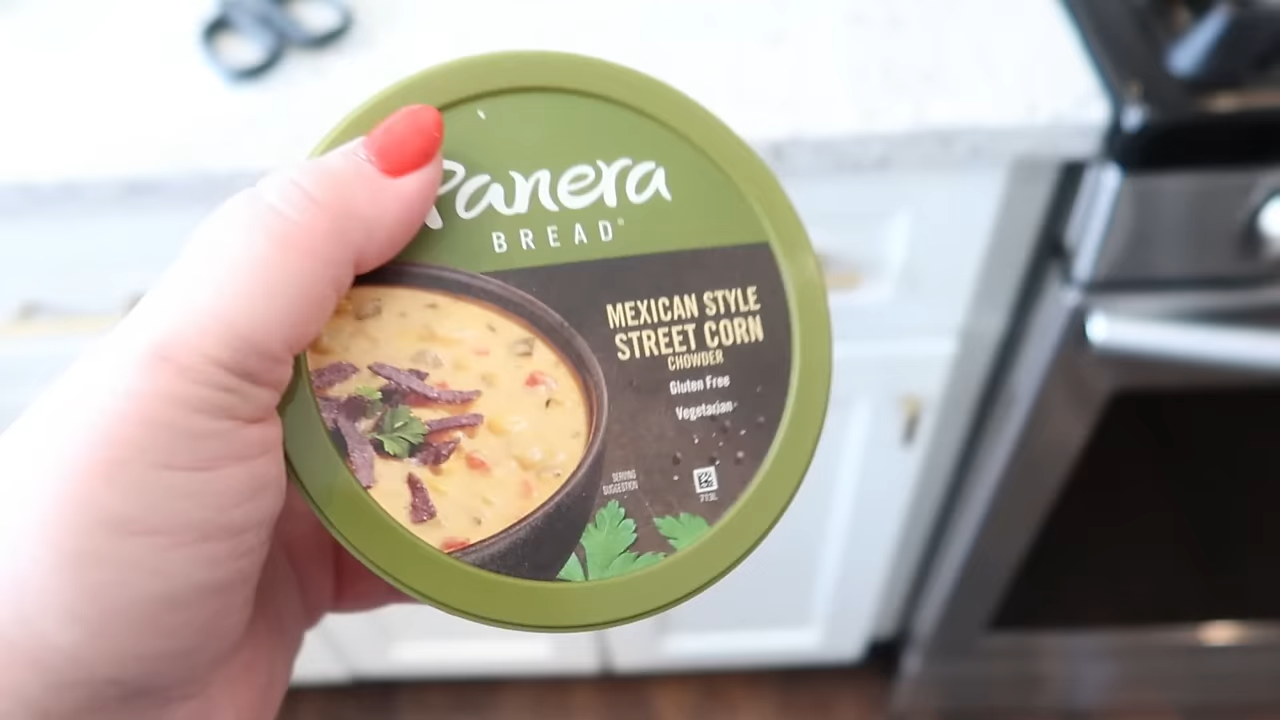 Panera
BREAD®
MEXICAN STYLE
STREET CORN
CHOWDER
Gluten Free
Vegetarian
SERVING
SUGGESTION